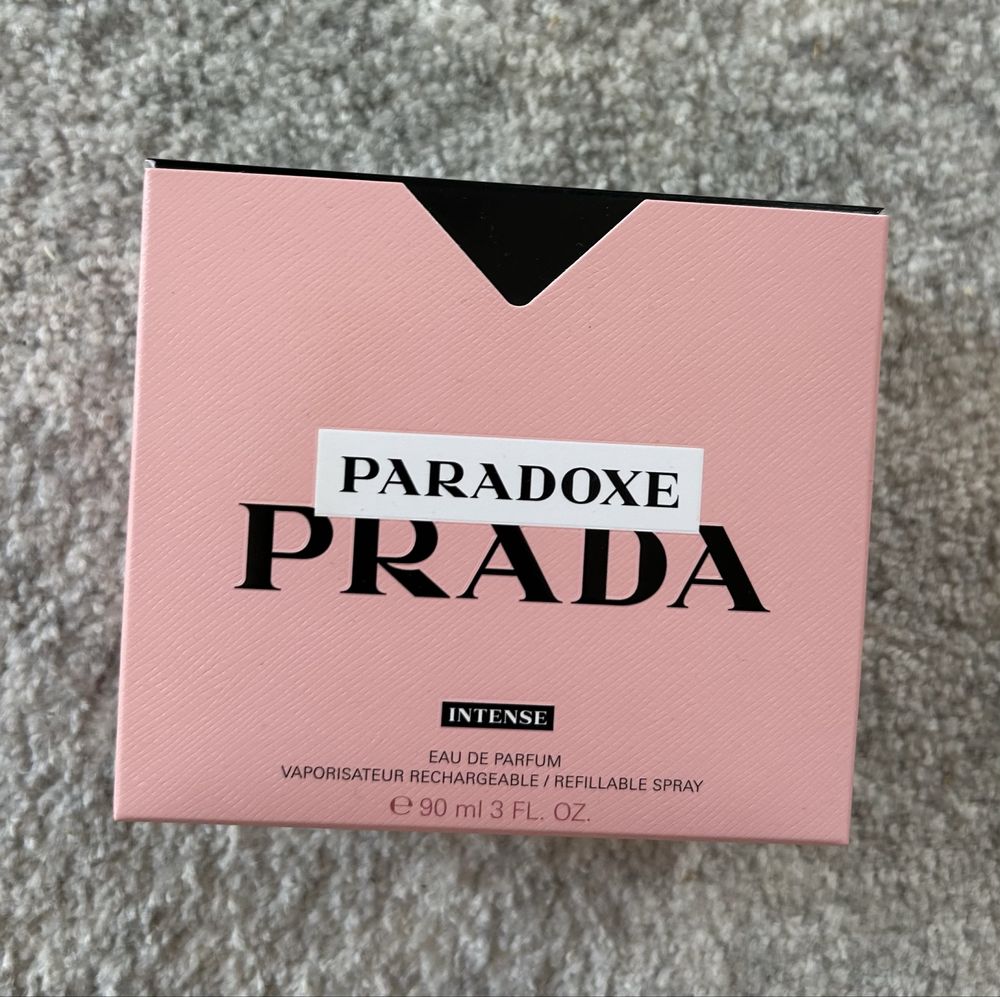 PARADOXE
PRADA
INTENSE
EAU DE PARFUM
VAPORISATEUR RECHARGEABLE / REFILLABLE SPRAY
℮ 90 ml 3 FL. OZ.